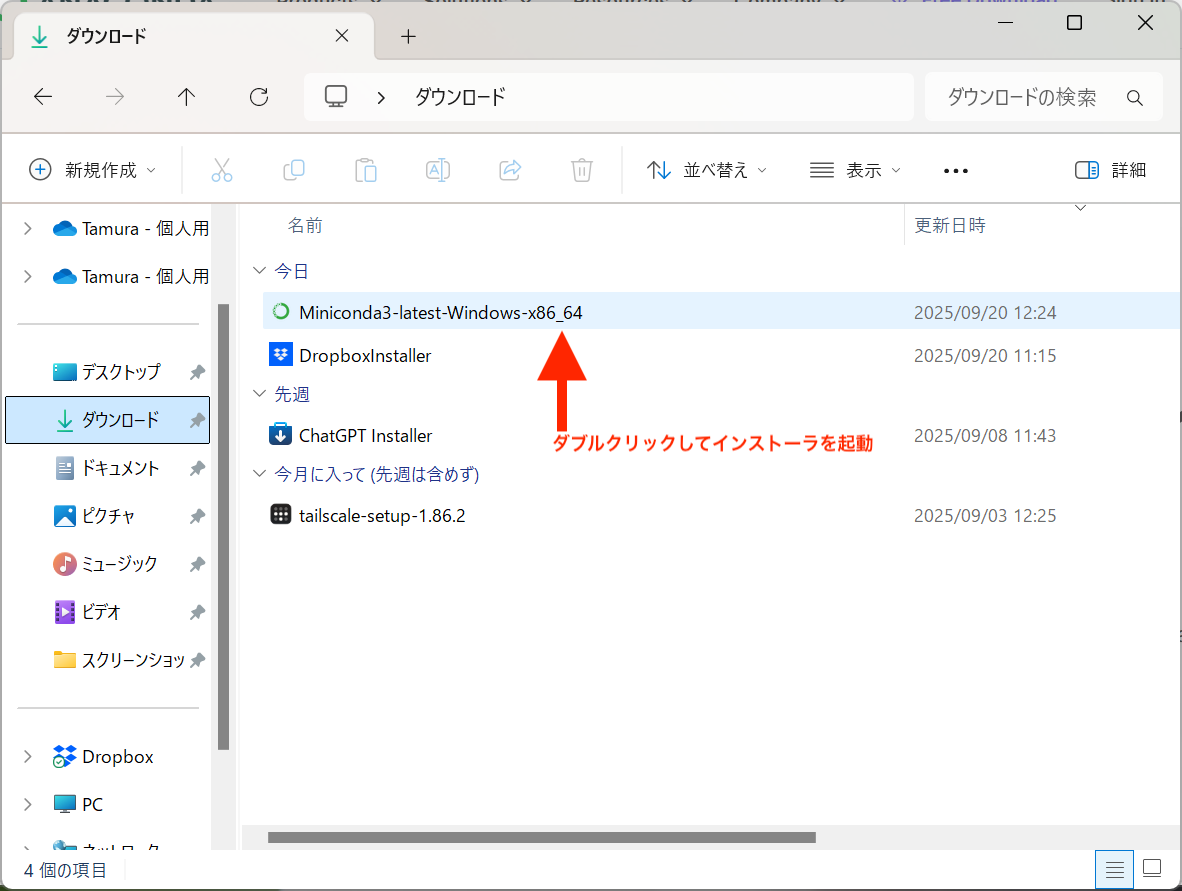 ダウンロード
ダウンロード
ダウンロードの検索
新規作成
並べ替え
表示
詳細
Tamura - 個人用
Tamura - 個人用
デスクトップ
ダウンロード
ドキュメント
ピクチャ
ミュージック
ビデオ
スクリーンショッ
Dropbox
PC
名前
更新日時
今日
Miniconda3-latest-Windows-x86_64 2025/09/20 12:24
DropboxInstaller 2025/09/20 11:15
先週
ChatGPT Installer 2025/09/08 11:43
ダブルクリックしてインストーラを起動
今月に入って (先週は含めず)
tailscale-setup-1.86.2 2025/09/03 12:25
4 個の項目